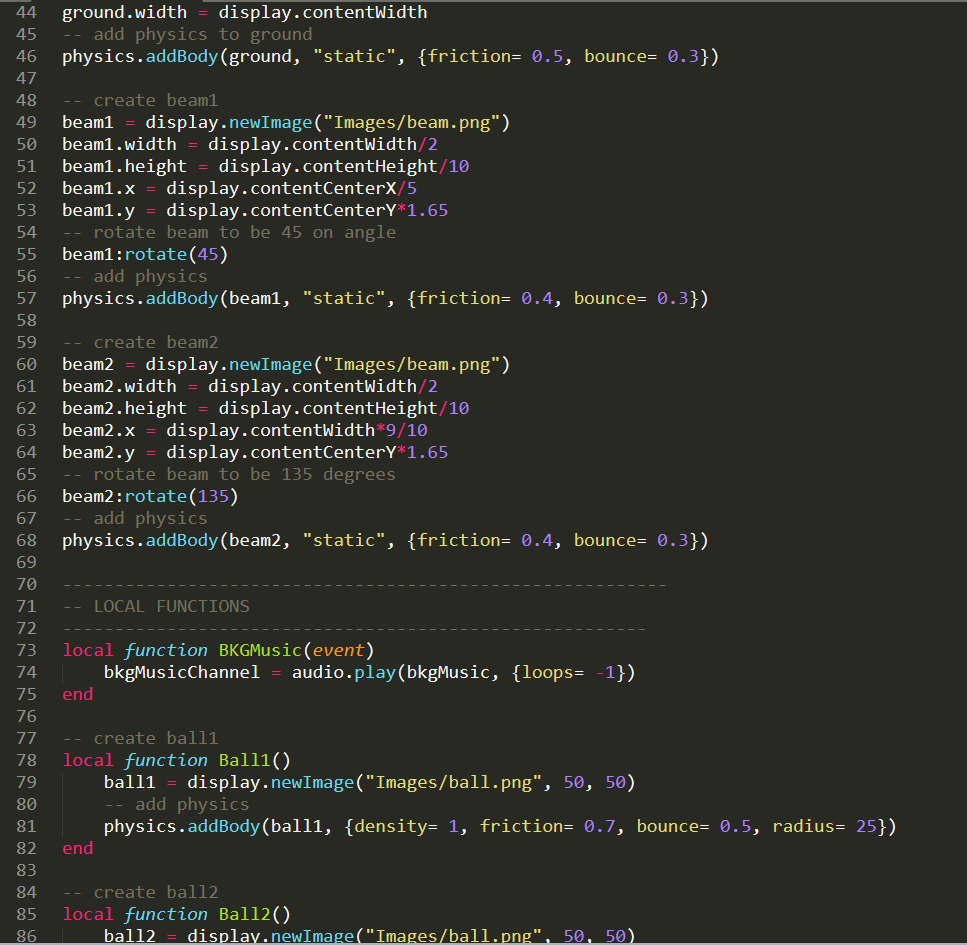 44 ground.width = display.contentWidth
45 -- add physics to ground
46 physics.addBody(ground, "static", {friction= 0.5, bounce= 0.3})
47
48 -- create beam1
49 beam1 = display.newImage("Images/beam.png")
50 beam1.width = display.contentWidth/2
51 beam1.height = display.contentHeight/10
52 beam1.x = display.contentCenterX/5
53 beam1.y = display.contentCenterY*1.65
54 -- rotate beam to be 45 on angle
55 beam1:rotate(45)
56 -- add physics
57 physics.addBody(beam1, "static", {friction= 0.4, bounce= 0.3})
58
59 -- create beam2
60 beam2 = display.newImage("Images/beam.png")
61 beam2.width = display.contentWidth/2
62 beam2.height = display.contentHeight/10
63 beam2.x = display.contentWidth*9/10
64 beam2.y = display.contentCenterY*1.65
65 -- rotate beam to be 135 degrees
66 beam2:rotate(135)
67 -- add physics
68 physics.addBody(beam2, "static", {friction= 0.4, bounce= 0.3})
69
70 ----------------------------------------------------------
71 -- LOCAL FUNCTIONS
72 --------------------------------------------------------
73 local function BKGMusic(event)
74     bkgMusicChannel = audio.play(bkgMusic, {loops= -1})
75 end
76
77 -- create ball1
78 local function Ball1()
79     ball1 = display.newImage("Images/ball.png", 50, 50)
80     -- add physics
81     physics.addBody(ball1, {density= 1, friction= 0.7, bounce= 0.5, radius= 25})
82 end
83
84 -- create ball2
85 local function Ball2()
86     ball2 = display.newImage("Images/ball.png", 50, 50)